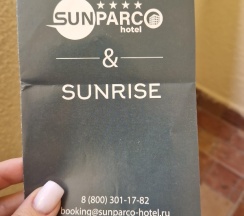 SUNPARCO
hotel
&
SUNRISE
8 (800) 301-17-82
booking@sunparco-hotel.ru